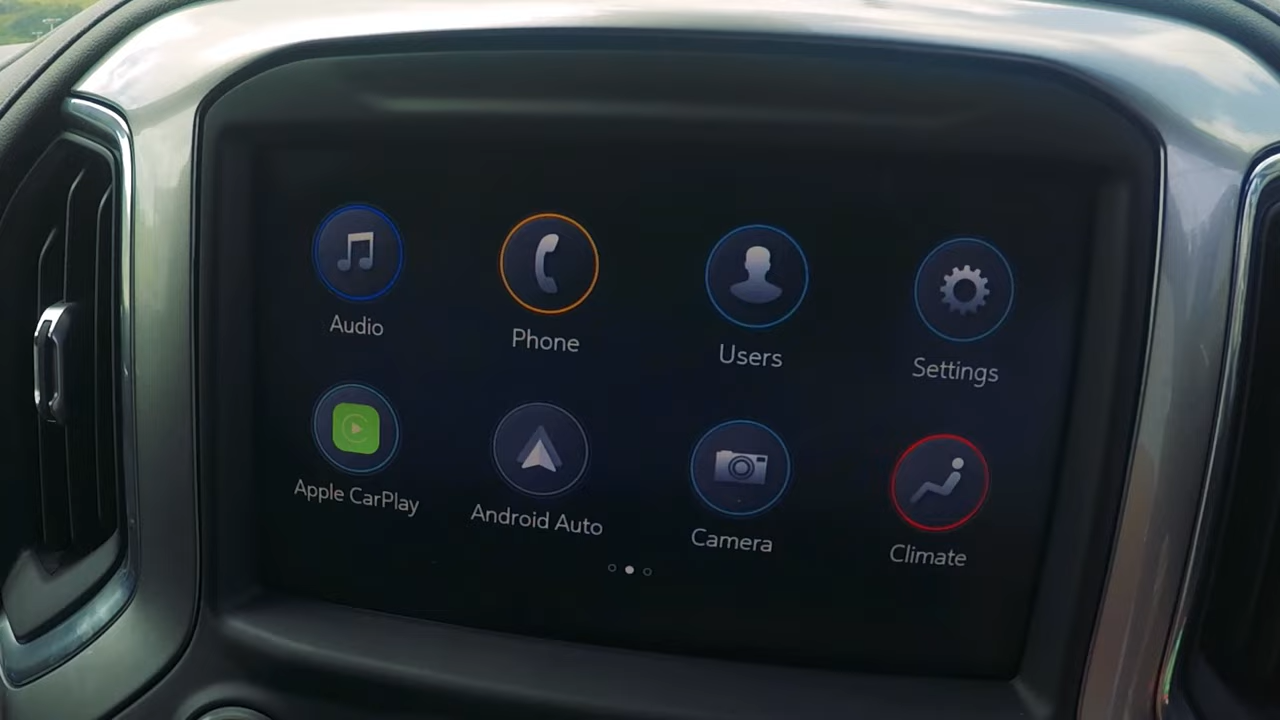 Audio
Phone
Users
Settings
Apple CarPlay
Android Auto
Camera
Climate